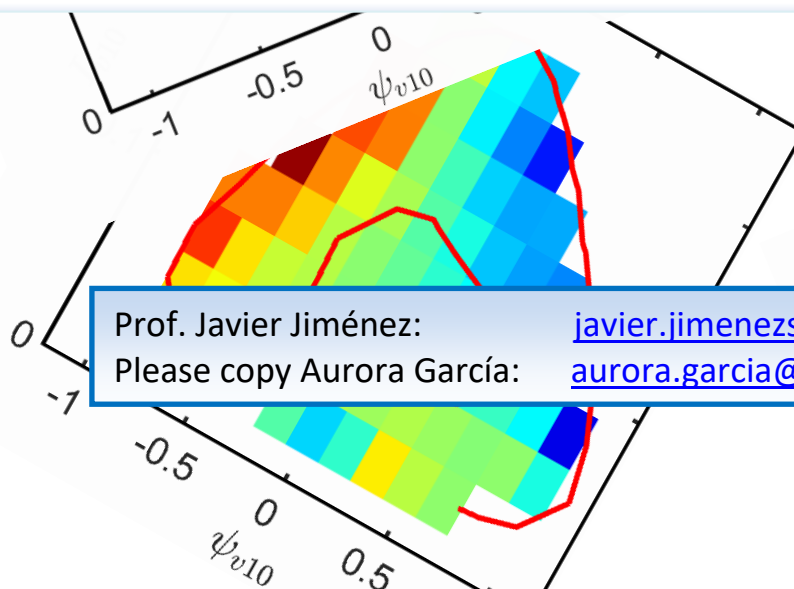 0
-1
-0.5
0
ψv10
Prof. Javier Jiménez: javier.jimenezs
Please copy Aurora García: aurora.garcia@
0
-1
-0.5
0
ψv10
0.5